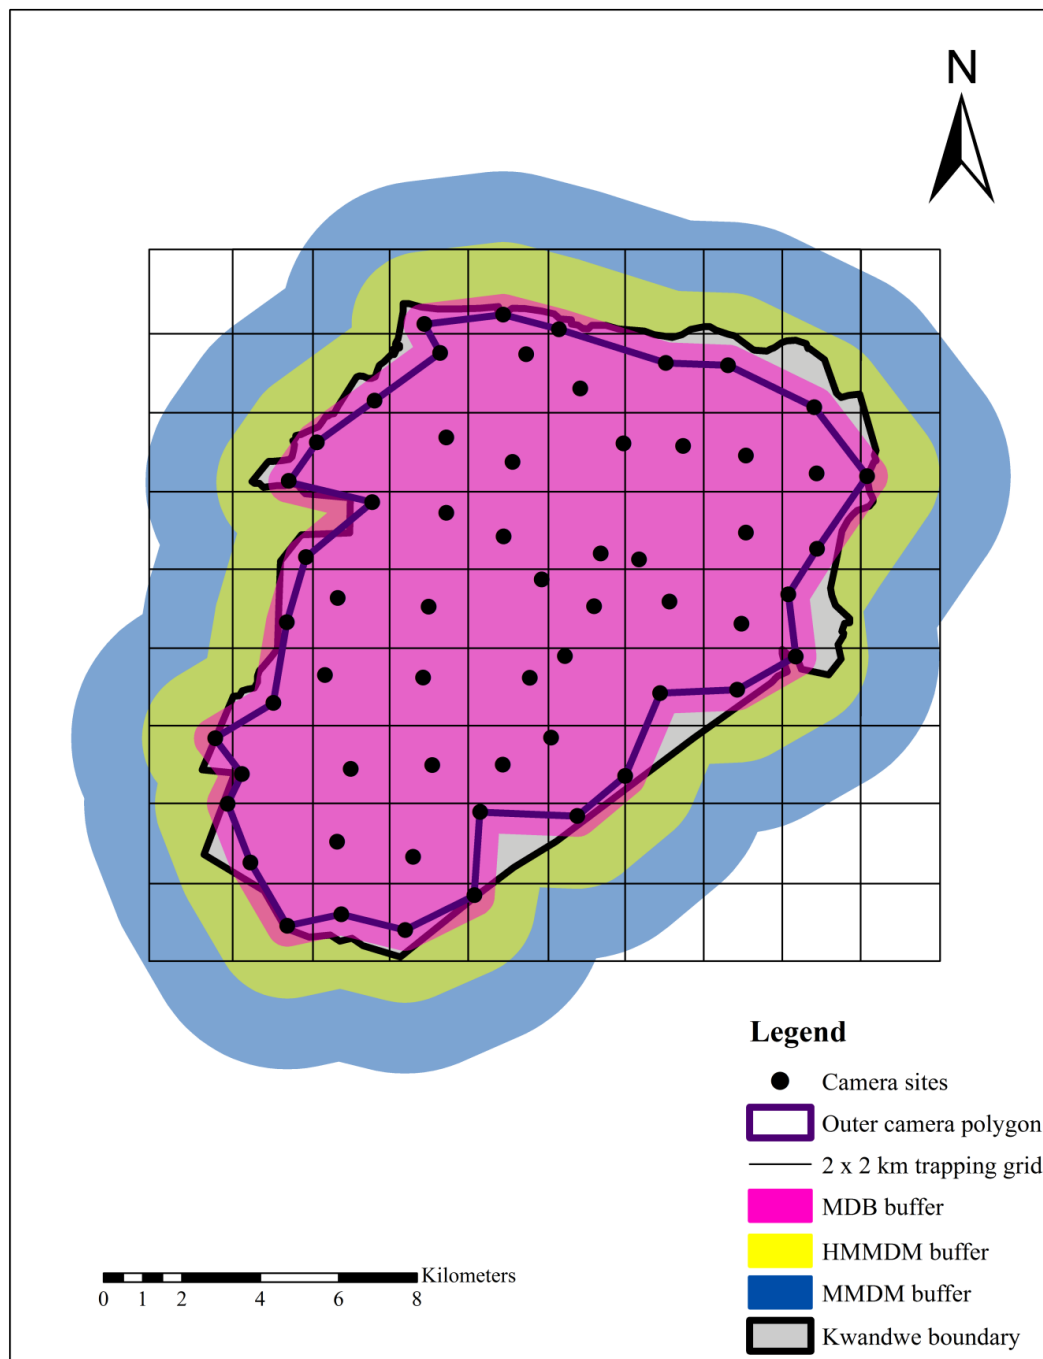 N
Legend
Camera sites
Outer camera polygon
2 x 2 km trapping grid
MDB buffer
HMMDM buffer
MMDM buffer
Kwandwe boundary
Kilometers
0 1 2 4 6 8